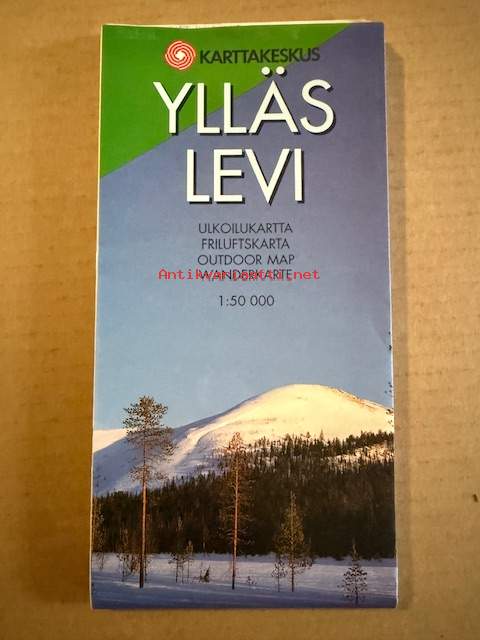 KARTTAKESKUS
YLLÄS
LEVI
ULKOILUKARTTA
FRILUFTSKARTA
OUTDOOR MAP
WANDERKARTE
Antikvariaatti.net
1:50 000